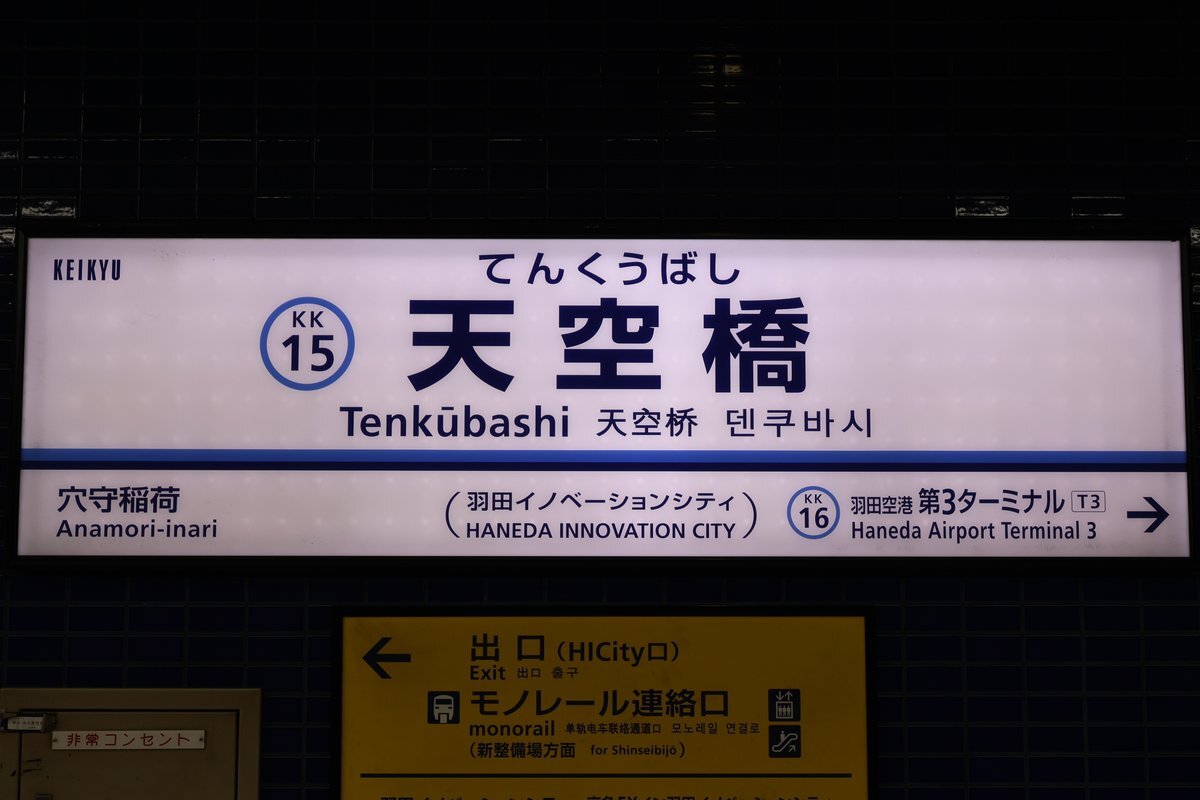 KEIKYU
てんくうばし
KK
15
天空橋
Tenkūbashi 天空桥 덴쿠바시
穴守稲荷
Anamori-inari
(羽田イノベーションシティ
HANEDA INNOVATION CITY)
KK
16
羽田空港 第3ターミナル T3
Haneda Airport Terminal 3
→
← 出口(HICity口)
Exit 出口 출구
モノレール連絡口
monorail 单轨电车联络通道口 모노레일 연결로
(新整備場方面 for Shinseibijō)
非常コンセント